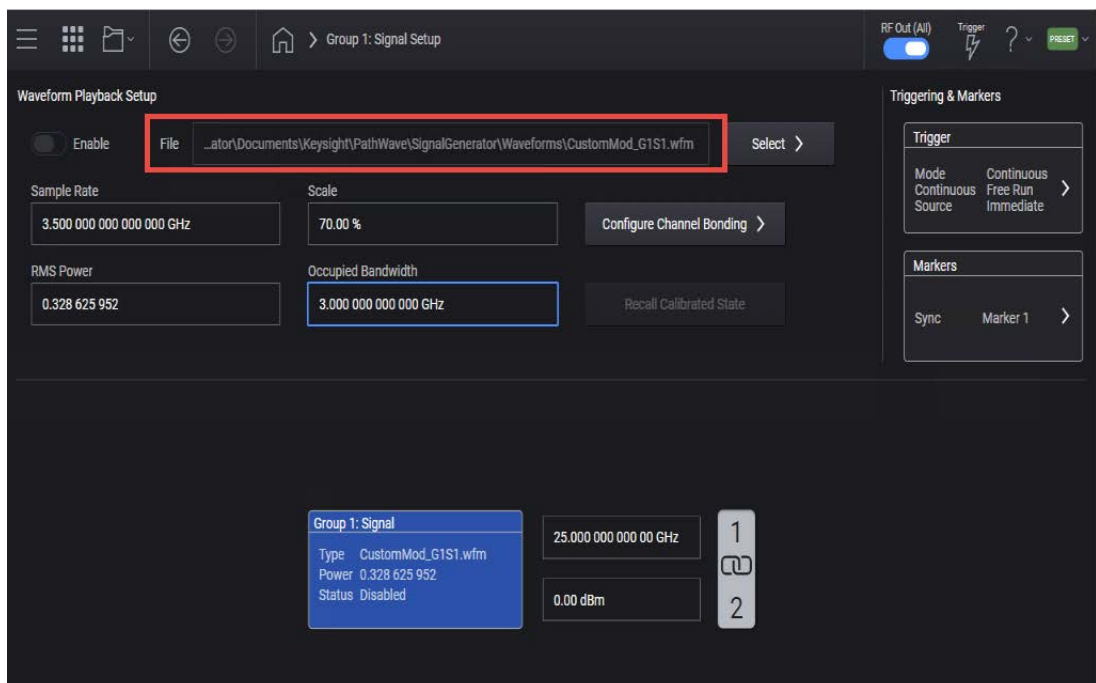 Group 1: Signal Setup
RF Out (All)
Trigger
?
PRESET
Waveform Playback Setup
Enable
File
...ator\Documents\Keysight\PathWave\SignalGenerator\Waveforms\CustomMod_G1S1.wfm
Select
Sample Rate
3.500 000 000 000 000 GHz
Scale
70.00 %
Configure Channel Bonding
RMS Power
0.328 625 952
Occupied Bandwidth
3.000 000 000 000 GHz
Recall Calibrated State
Triggering & Markers
Trigger
Mode Continuous
Continuous Free Run
Source Immediate
Markers
Sync Marker 1
Group 1: Signal
Type CustomMod_G1S1.wfm
Power 0.328 625 952
Status Disabled
25.000 000 000 00 GHz
0.00 dBm
1
2